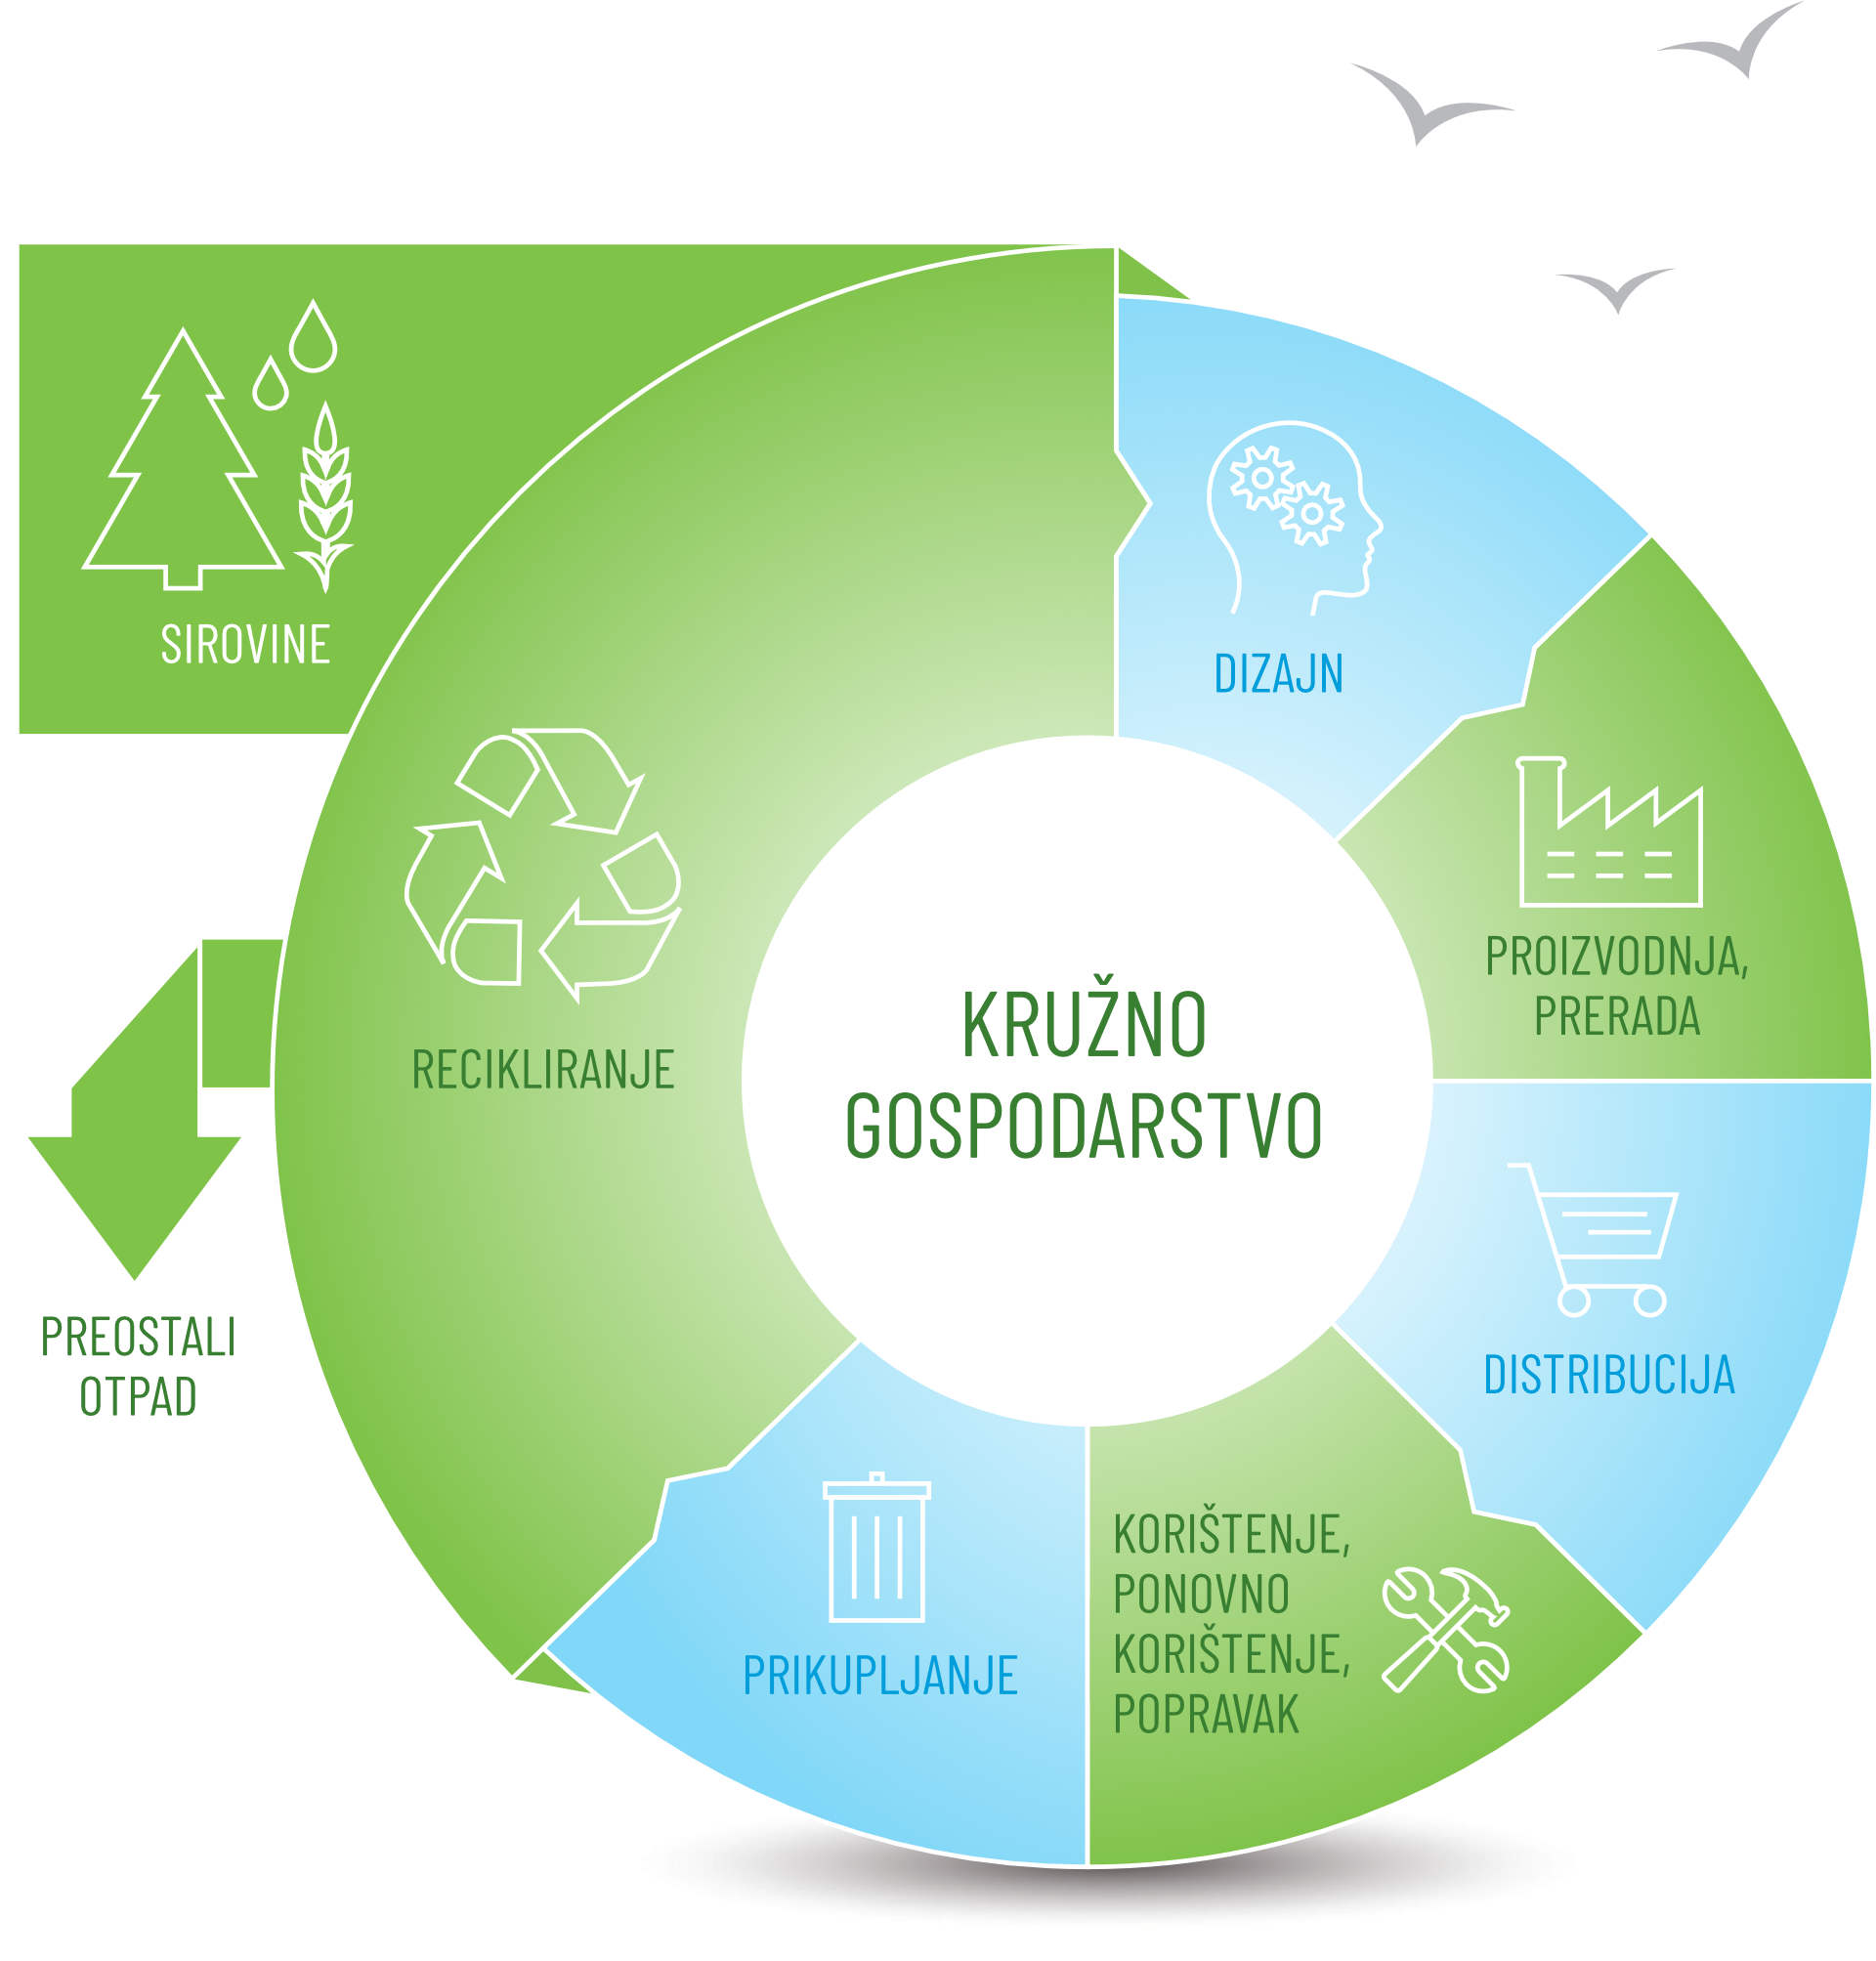 SIROVINE
DIZAJN
PROIZVODNJA,
PRERADA
DISTRIBUCIJA
KORIŠTENJE,
PONOVNO
KORIŠTENJE,
POPRAVAK
PRIKUPLJANJE
RECIKLIRANJE
PREOSTALI
OTPAD
KRUŽNO
GOSPODARSTVO